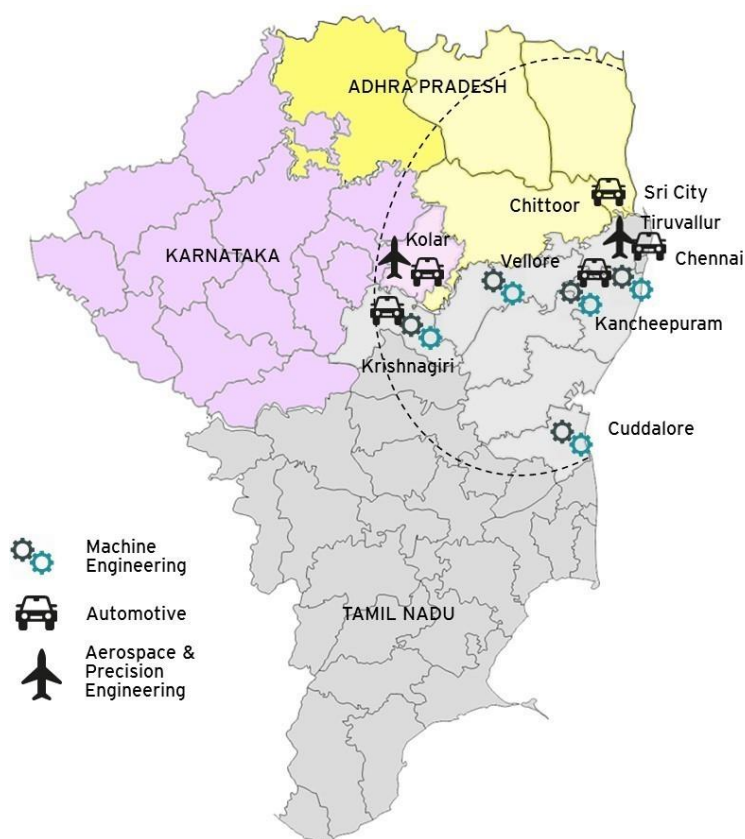 ADHRA PRADESH
Sri City
Chittoor
Tiruvallur
Kolar
KARNATAKA
Vellore
Chennai
Kancheepuram
Krishnagiri
Cuddalore
Machine
Engineering
Automotive
TAMIL NADU
Aerospace &
Precision
Engineering